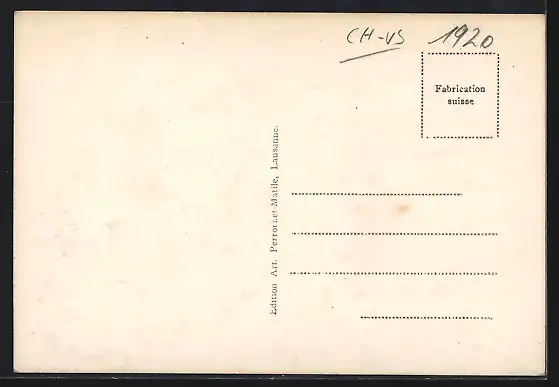 CH-VS 1920
Fabrication
suisse
Edition Art. Perrochet-Matile, Lausanne.